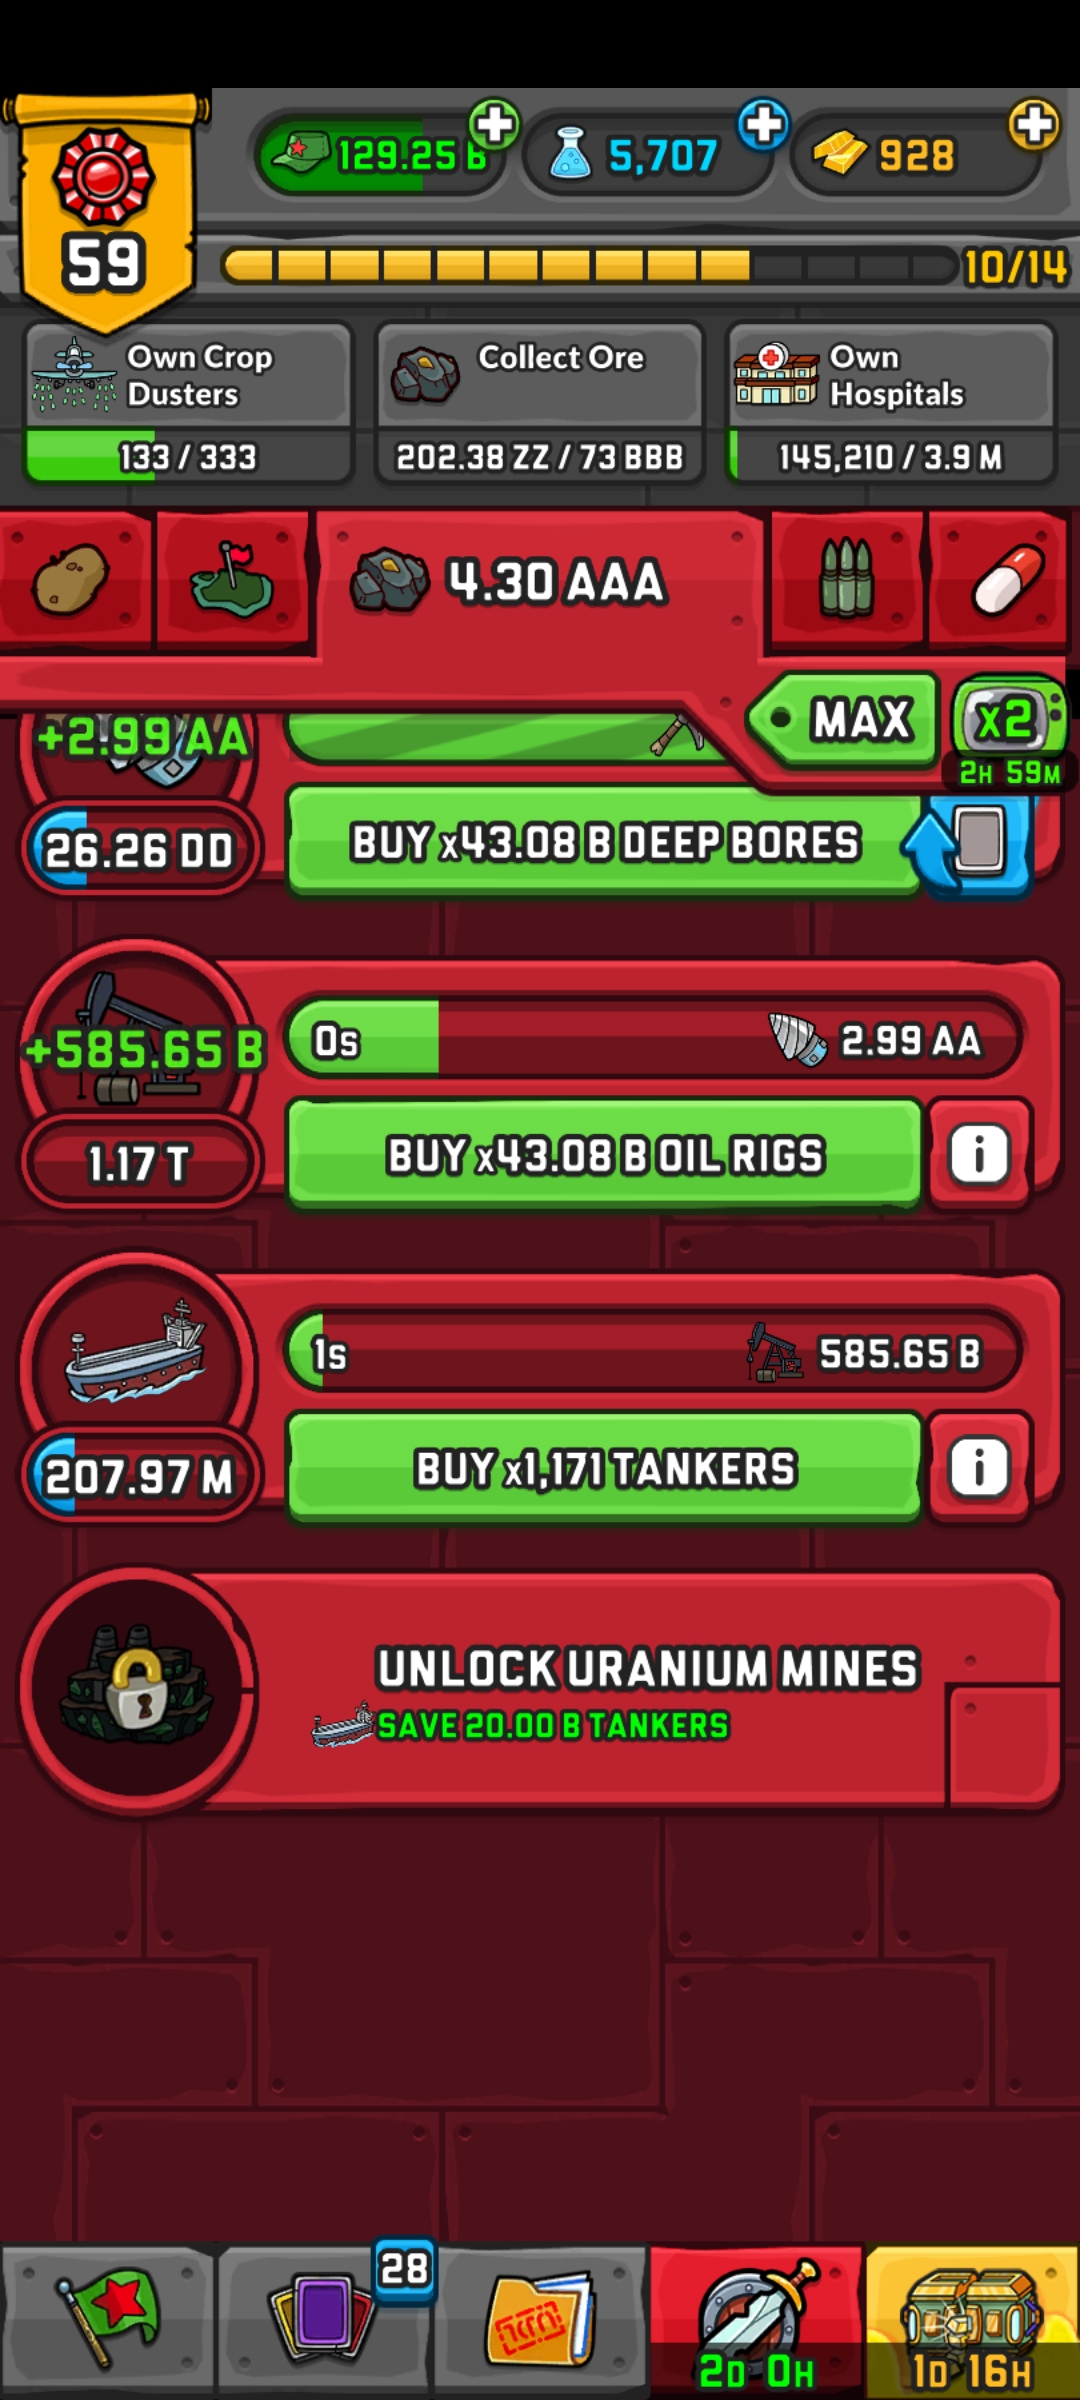 129.25 B
5,707
928
59
10/14
Own Crop
Dusters
133 / 333
Collect Ore
202.38 ZZ / 73 BBB
Own
Hospitals
145,210 / 3.9 M
4.30 AAA
MAX
x2
2H 59M
+2.99 AA
26.26 DD
BUY x43.08 B DEEP BORES
+585.65 B
0s
2.99 AA
1.17 T
BUY x43.08 B OIL RIGS
i
1s
585.65 B
207.97 M
BUY x1,171 TANKERS
i
UNLOCK URANIUM MINES
SAVE 20.00 B TANKERS
28
2D 0H
1D 16H